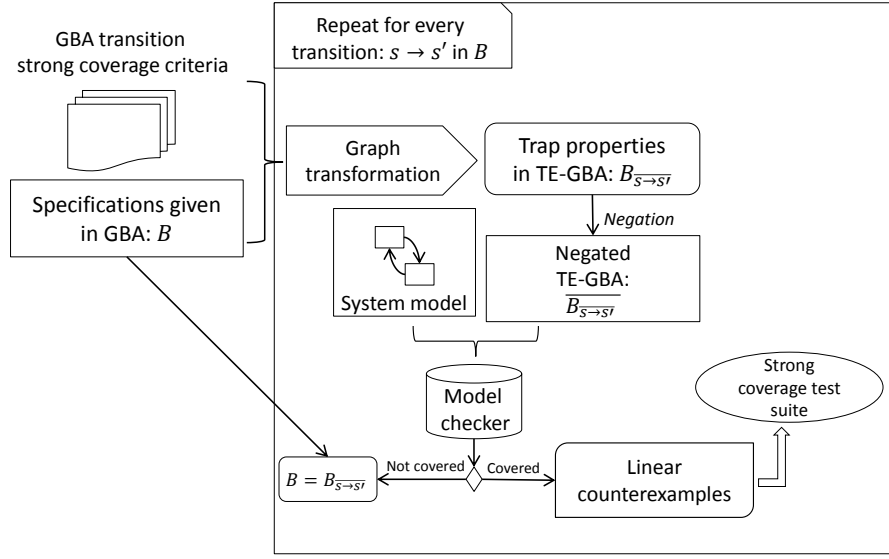 GBA transition
strong coverage criteria
Repeat for every
transition: s → s′ in B
Graph
transformation
Trap properties
in TE-GBA: B_{\overline{s→s′}}
Specifications given
in GBA: B
Negation
Negated
TE-GBA:
\overline{B_{\overline{s→s′}}}
System model
Model
checker
Strong
coverage test
suite
Not covered
Covered
B = B_{\overline{s→s′}}
Linear
counterexamples